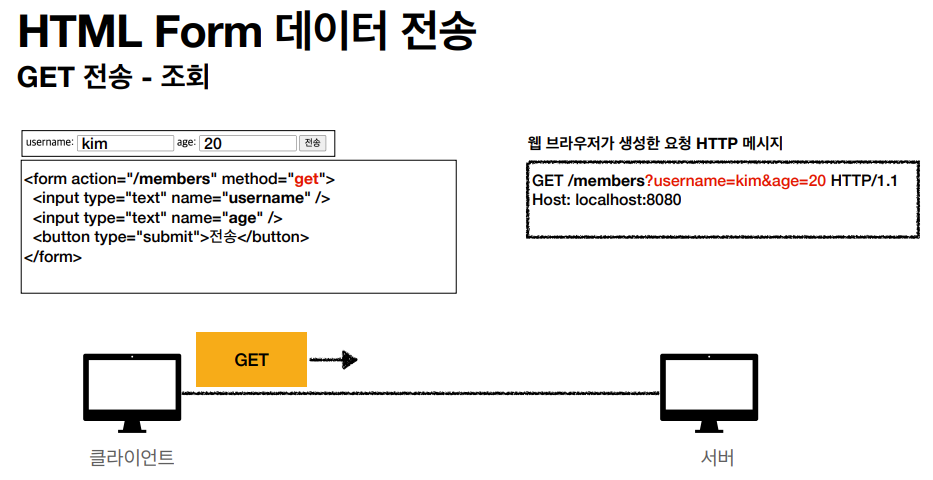 HTML Form 데이터 전송
GET 전송 - 조회
username: kim age: 20 전송
<form action="/members" method="get">
<input type="text" name="username" />
<input type="text" name="age" />
<button type="submit">전송</button>
</form>
웹 브라우저가 생성한 요청 HTTP 메시지
GET /members?username=kim&age=20 HTTP/1.1
Host: localhost:8080
GET
클라이언트
서버